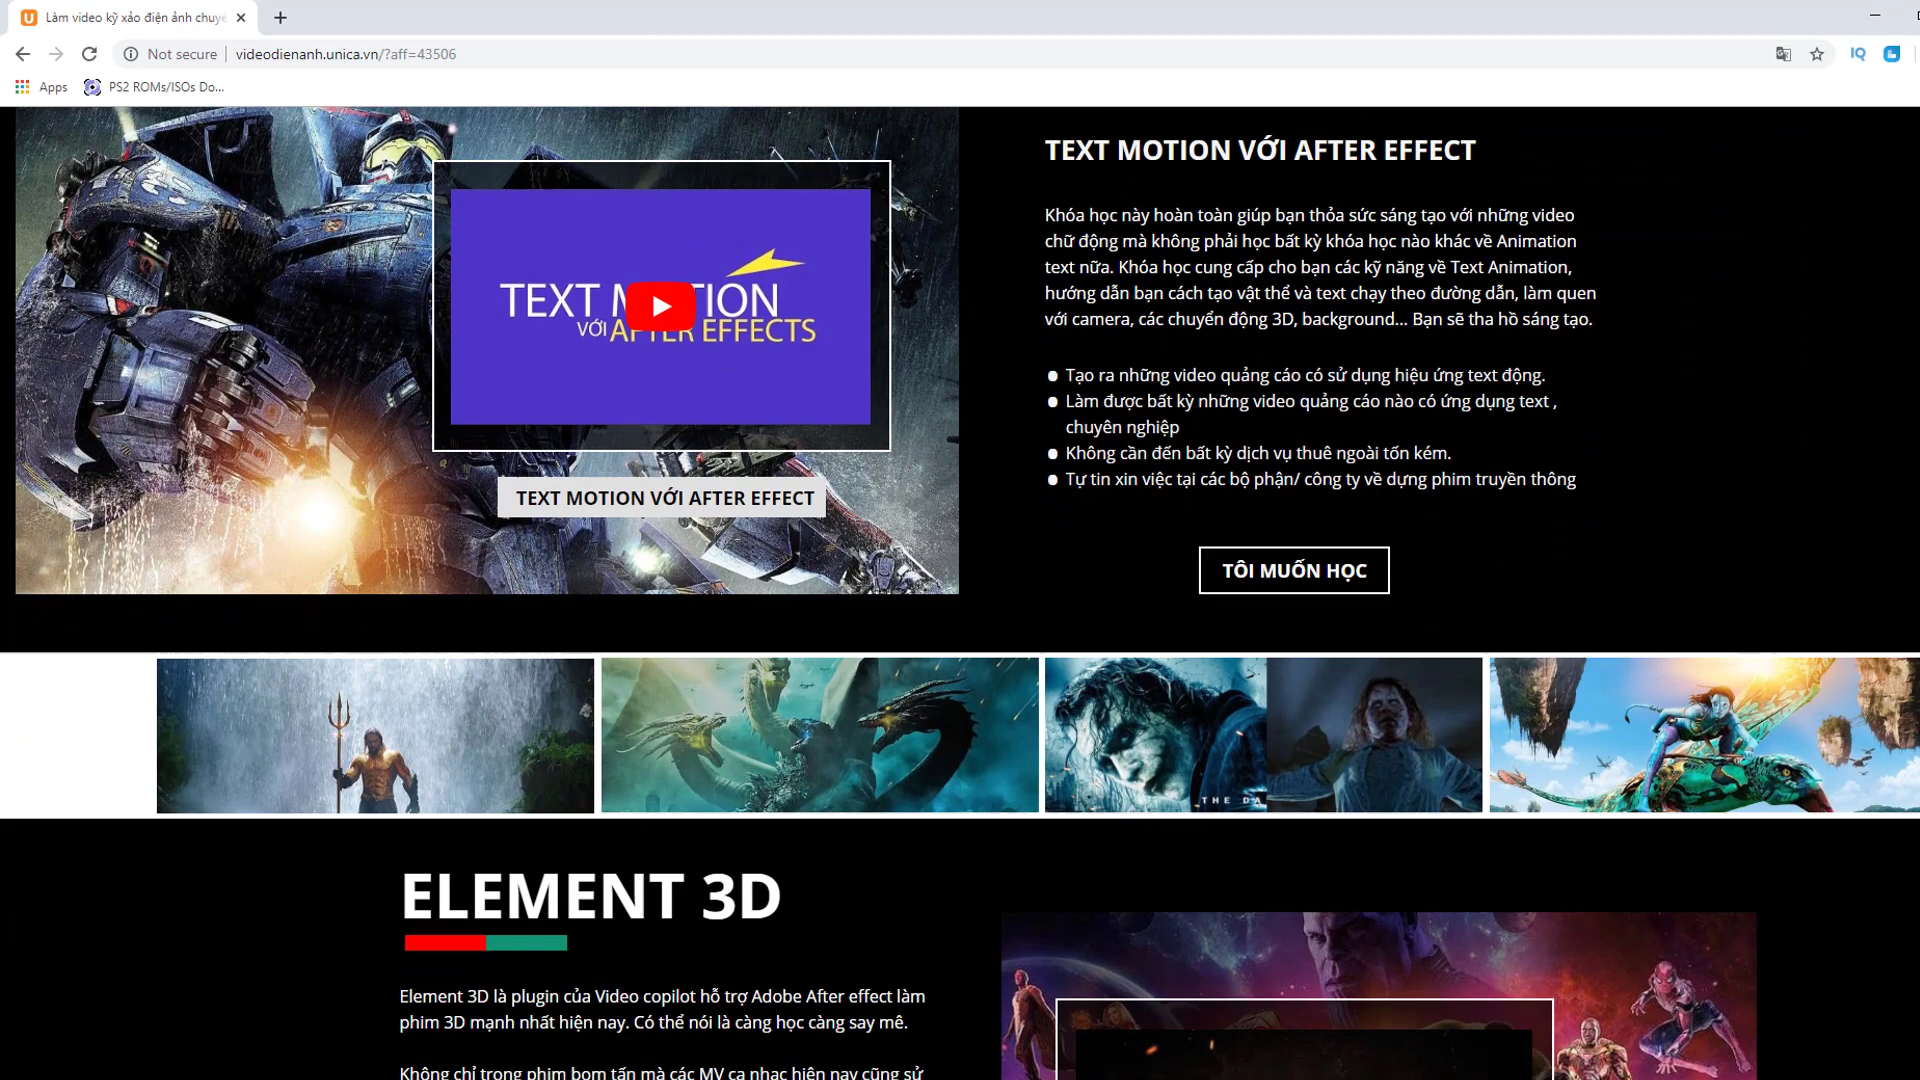 Làm video kỹ xảo điện ảnh chuyê
Not secure
videodienanh.unica.vn/?aff=43506
IQ
Apps
PS2 ROMs/ISOs Do...
TEXT MOTION
VỚI AFTER EFFECTS
TEXT MOTION VỚI AFTER EFFECT
TEXT MOTION VỚI AFTER EFFECT
Khóa học này hoàn toàn giúp bạn thỏa sức sáng tạo với những video
chữ động mà không phải học bất kỳ khóa học nào khác về Animation
text nữa. Khóa học cung cấp cho bạn các kỹ năng về Text Animation,
hướng dẫn bạn cách tạo vật thể và text chạy theo đường dẫn, làm quen
với camera, các chuyển động 3D, background... Bạn sẽ tha hồ sáng tạo.
Tạo ra những video quảng cáo có sử dụng hiệu ứng text động.
Làm được bất kỳ những video quảng cáo nào có ứng dụng text ,
chuyên nghiệp
Không cần đến bất kỳ dịch vụ thuê ngoài tốn kém.
Tự tin xin việc tại các bộ phận/ công ty về dựng phim truyền thông
TÔI MUỐN HỌC
THE DA
ELEMENT 3D
Element 3D là plugin của Video copilot hỗ trợ Adobe After effect làm
phim 3D mạnh nhất hiện nay. Có thể nói là càng học càng say mê.
Không chỉ trong phim bom tấn mà các MV ca nhạc hiện nay cũng sử